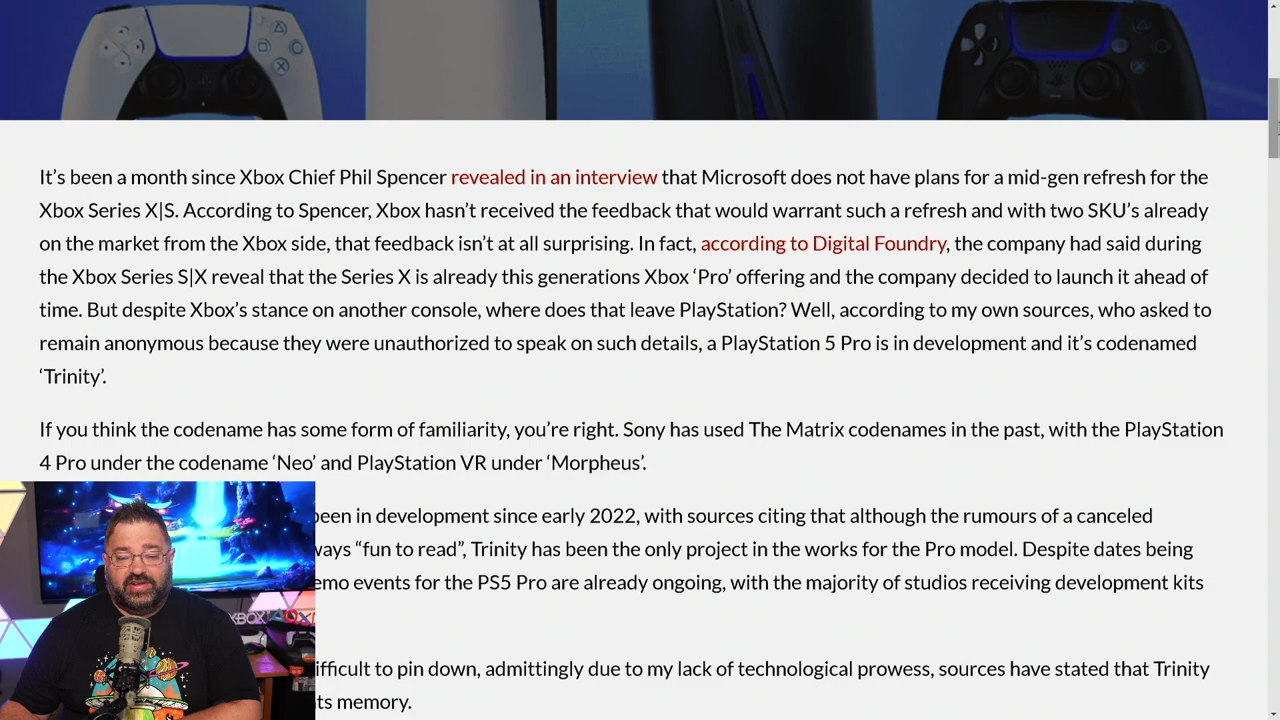 It’s been a month since Xbox Chief Phil Spencer revealed in an interview that Microsoft does not have plans for a mid-gen refresh for the
Xbox Series X|S. According to Spencer, Xbox hasn’t received the feedback that would warrant such a refresh and with two SKU’s already
on the market from the Xbox side, that feedback isn’t at all surprising. In fact, according to Digital Foundry, the company had said during
the Xbox Series S|X reveal that the Series X is already this generations Xbox ‘Pro’ offering and the company decided to launch it ahead of
time. But despite Xbox’s stance on another console, where does that leave PlayStation? Well, according to my own sources, who asked to
remain anonymous because they were unauthorized to speak on such details, a PlayStation 5 Pro is in development and it’s codenamed
‘Trinity’.
If you think the codename has some form of familiarity, you’re right. Sony has used The Matrix codenames in the past, with the PlayStation
4 Pro under the codename ‘Neo’ and PlayStation VR under ‘Morpheus’.
been in development since early 2022, with sources citing that although the rumours of a canceled
ways “fun to read”, Trinity has been the only project in the works for the Pro model. Despite dates being
emo events for the PS5 Pro are already ongoing, with the majority of studios receiving development kits
ifficult to pin down, admittingly due to my lack of technological prowess, sources have stated that Trinity
ts memory.
XBOX